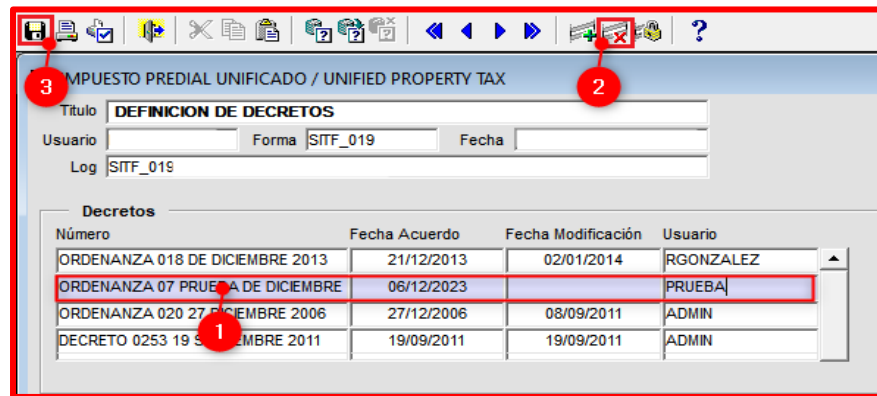 ?
3
2
MPUESTO PREDIAL UNIFICADO / UNIFIED PROPERTY TAX
Titulo DEFINICION DE DECRETOS
Usuario Forma SITF_019 Fecha
Log SITF_019
Decretos
Número Fecha Acuerdo Fecha Modificación Usuario
ORDENANZA 018 DE DICIEMBRE 2013 21/12/2013 02/01/2014 RGONZALEZ
ORDENANZA 07 PRUEBA DE DICIEMBRE 06/12/2023 PRUEBA
1
ORDENANZA 020 27 DICIEMBRE 2006 27/12/2006 08/09/2011 ADMIN
DECRETO 0253 19 EMBRE 2011 19/09/2011 19/09/2011 ADMIN